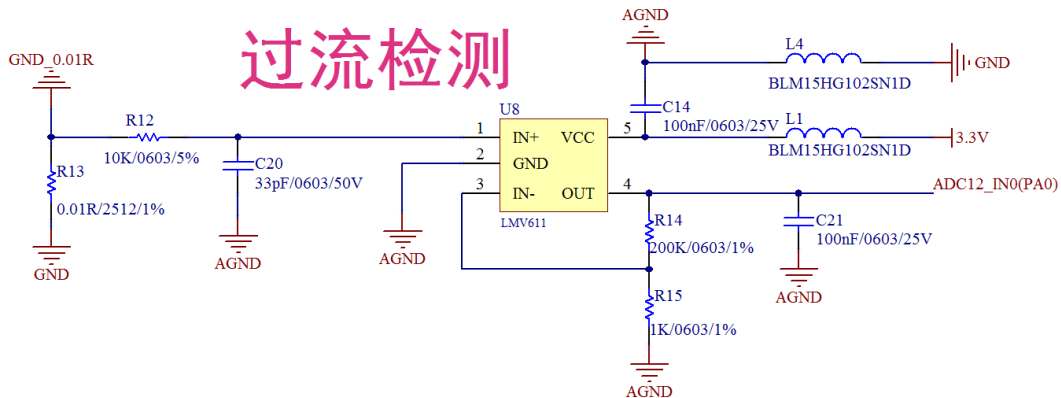 过流检测
AGND
L4
GND
BLM15HG102SN1D
GND_0.01R
C14
100nF/0603/25V
L1
3.3V
BLM15HG102SN1D
U8
R12
10K/0603/5%
1
IN+
VCC
5
2
GND
3
IN-
OUT
4
LMV611
R13
0.01R/2512/1%
C20
33pF/0603/50V
GND
AGND
AGND
ADC12_IN0(PA0)
R14
200K/0603/1%
C21
100nF/0603/25V
AGND
R15
1K/0603/1%
AGND